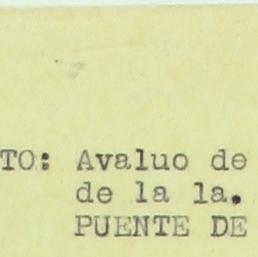 TO: Avaluo de
de la la.
PUENTE DE